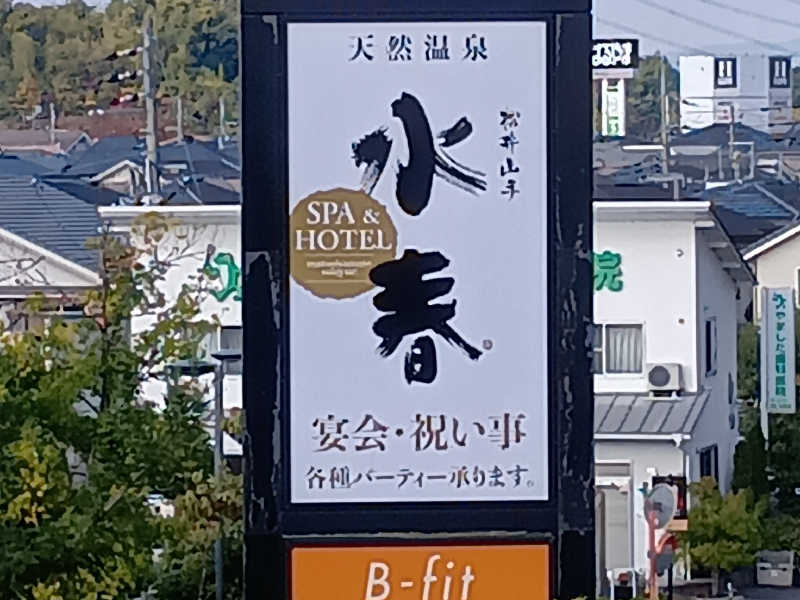 天然温泉
松井山手
水春
SPA &
HOTEL
宴会・祝い事
各種パーティー承ります。
B-fit
院